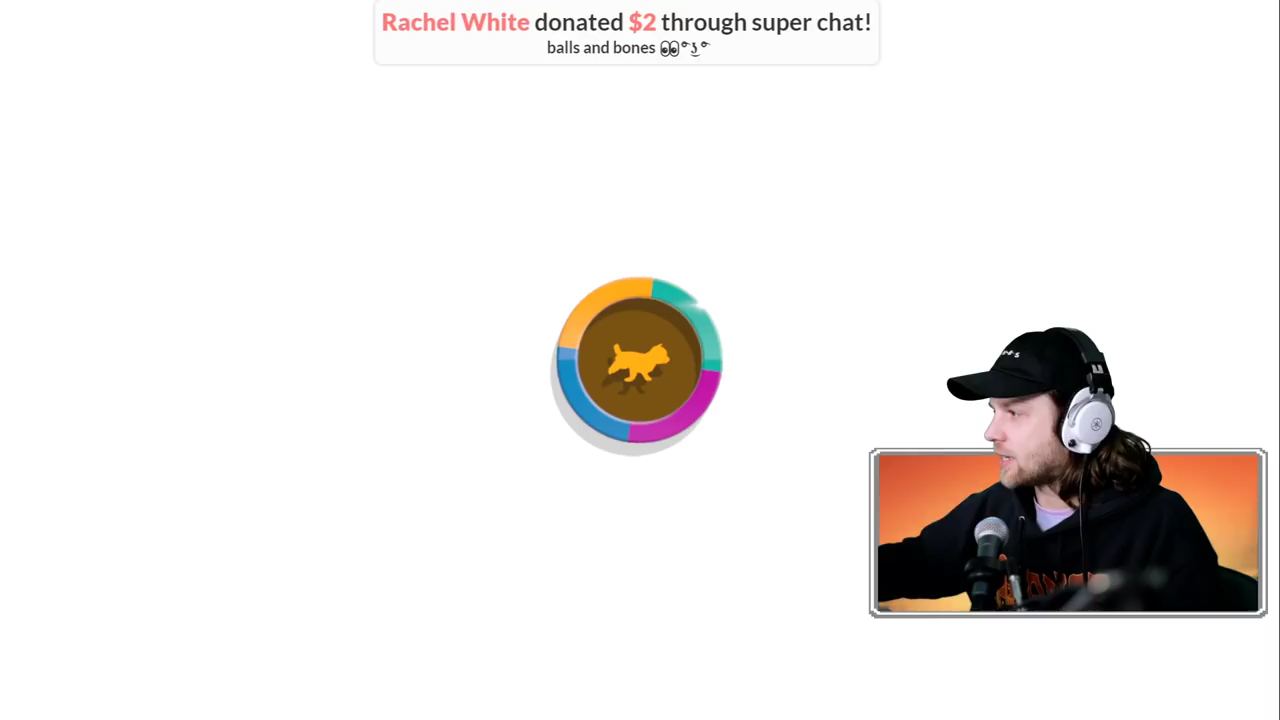 Rachel White donated $2 through super chat!
balls and bones 👀 ͡° ͜ʖ ͡°